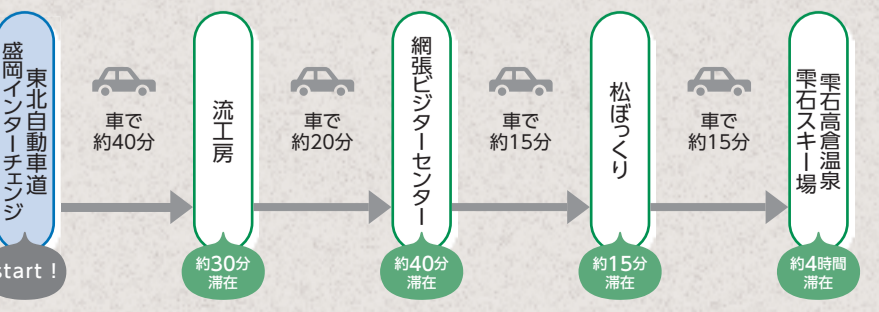 東北自動車道
盛岡インターチェンジ
start !
車で
約40分
流工房
約30分
滞在
車で
約20分
網張ビジターセンター
約40分
滞在
車で
約15分
松ぼっくり
約15分
滞在
車で
約15分
雫石高倉温泉
雫石スキー場
約4時間
滞在